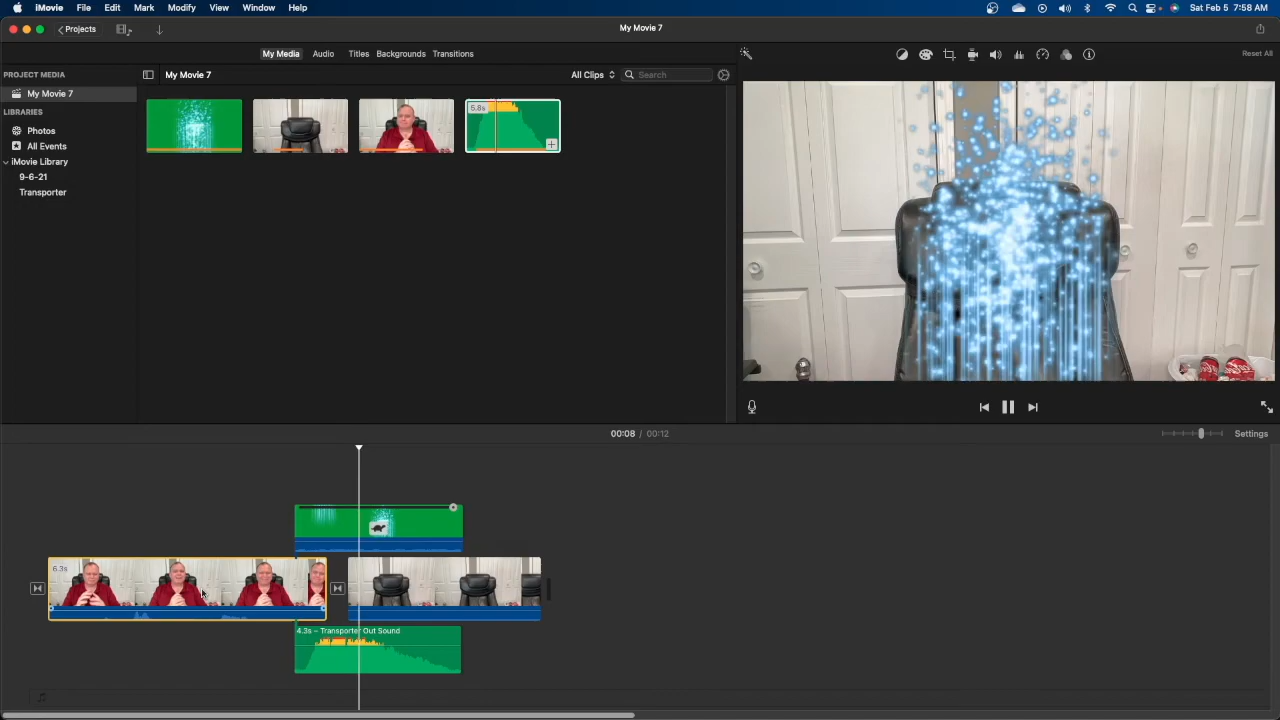 iMovie File Edit Mark Modify View Window Help Sat Feb 5 7:58 AM
Projects My Movie 7
My Media Audio Titles Backgrounds Transitions Reset All
PROJECT MEDIA My Movie 7 All Clips Search
My Movie 7
LIBRARIES
Photos
All Events
iMovie Library
9-6-21
Transporter
5.8s
00:08 / 00:12 Settings
6.3s
4.3s – Transporter Out Sound